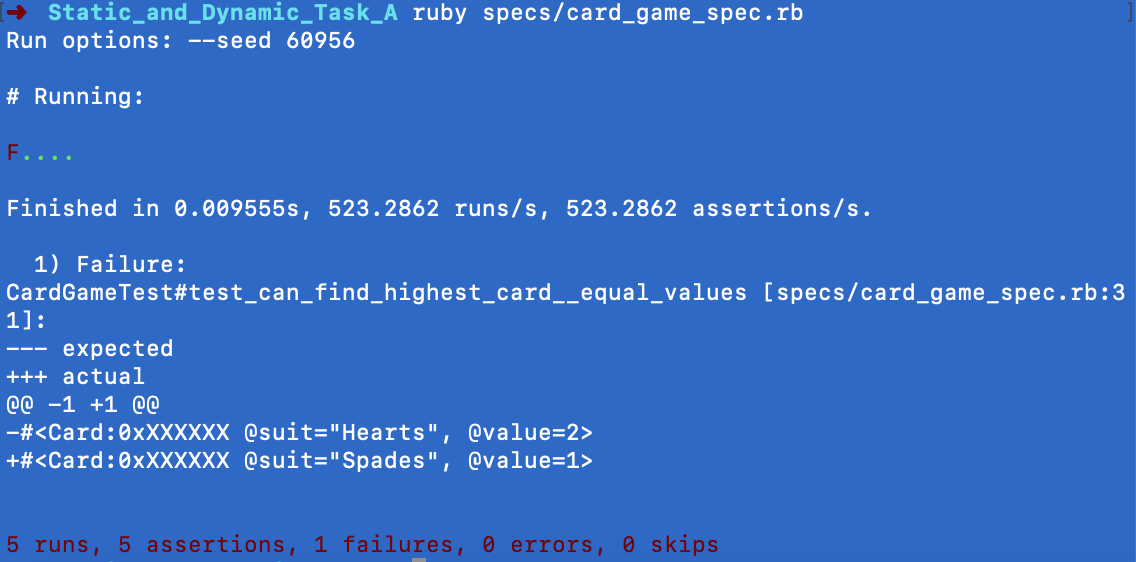 [➜  Static_and_Dynamic_Task_A ruby specs/card_game_spec.rb ]
Run options: --seed 60956
# Running:
F....
Finished in 0.009555s, 523.2862 runs/s, 523.2862 assertions/s.
  1) Failure:
CardGameTest#test_can_find_highest_card__equal_values [specs/card_game_spec.rb:3
1]:
--- expected
+++ actual
@@ -1 +1 @@
-#<Card:0xXXXXXX @suit="Hearts", @value=2>
+#<Card:0xXXXXXX @suit="Spades", @value=1>
5 runs, 5 assertions, 1 failures, 0 errors, 0 skips